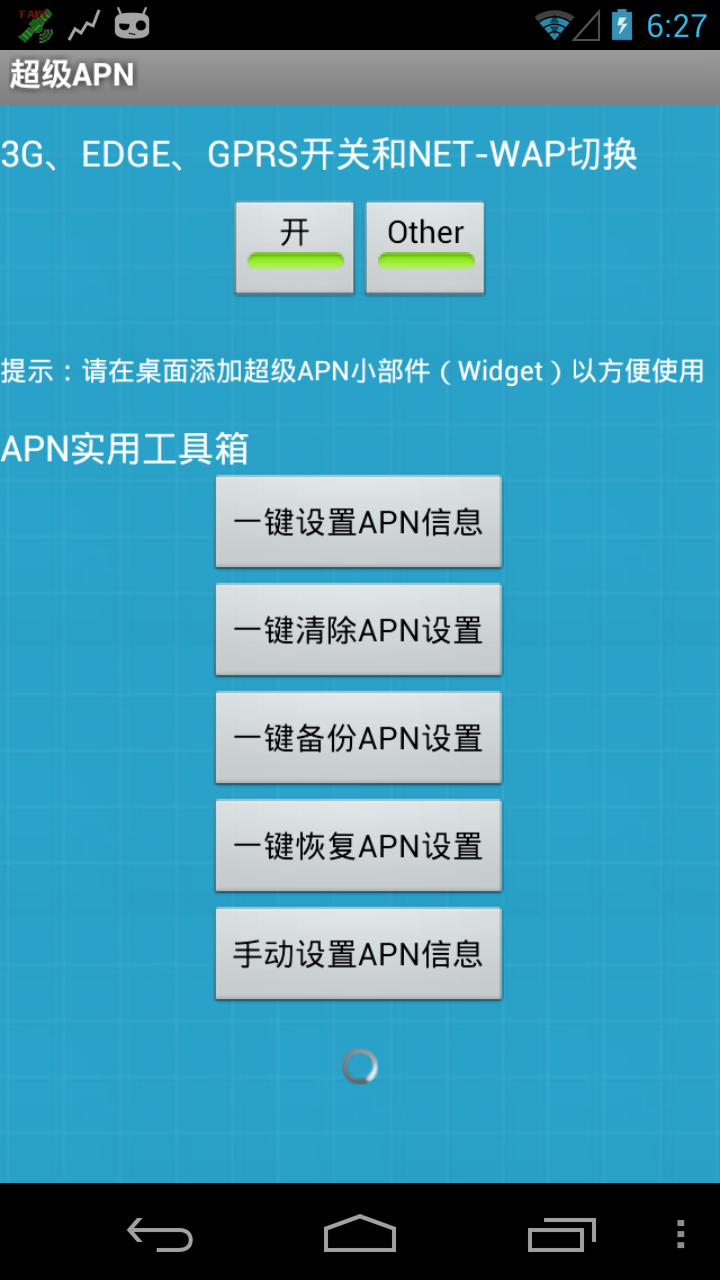 FAKE
6:27
超级APN
3G、EDGE、GPRS开关和NET-WAP切换
开
Other
提示：请在桌面添加超级APN小部件（Widget）以方便使用
APN实用工具箱
一键设置APN信息
一键清除APN设置
一键备份APN设置
一键恢复APN设置
手动设置APN信息